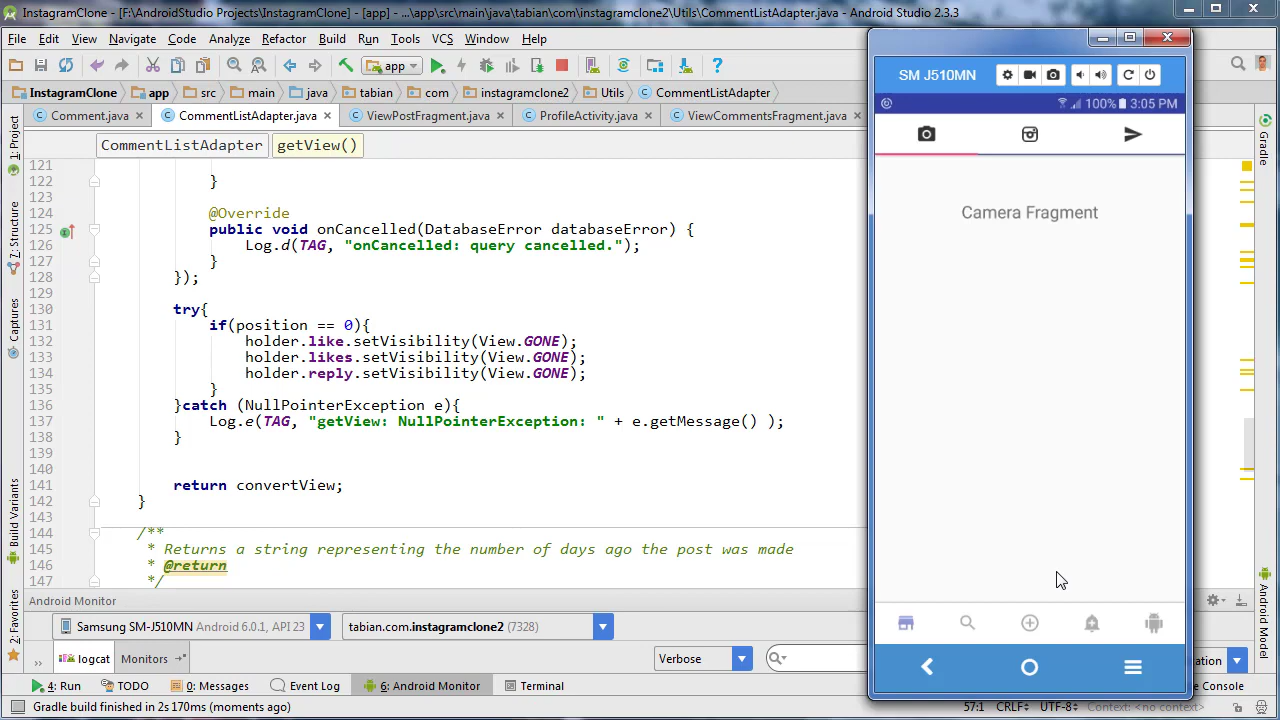 InstagramClone - [F:\AndroidStudio Projects\InstagramClone] - [app] - ...\app\src\main\java\tabian\com\instagramclone2\Utils\CommentListAdapter.java - Android Studio 2.3.3
File Edit View Navigate Code Analyze Refactor Build Run Tools VCS Window Help
app
InstagramClone app src main java tabian com instagramclone2 Utils CommentListAdapter
Comment.java CommentListAdapter.java ViewPostFragment.java ProfileActivity.java ViewCommentsFragment.java
CommentListAdapter getView()
121
122 }
123
124 @Override
125 public void onCancelled(DatabaseError databaseError) {
126 Log.d(TAG, "onCancelled: query cancelled.");
127 }
128 });
129
130 try{
131 if(position == 0){
132 holder.like.setVisibility(View.GONE);
133 holder.likes.setVisibility(View.GONE);
134 holder.reply.setVisibility(View.GONE);
135 }
136 }catch (NullPointerException e){
137 Log.e(TAG, "getView: NullPointerException: " + e.getMessage() );
138 }
139
140
141 return convertView;
142 }
143
144 /**
145 * Returns a string representing the number of days ago the post was made
146 * @return
147 */
1: Project
7: Structure
Captures
Build Variants
2: Favorites
Gradle
Android Model
SM J510MN
100% 3:05 PM
Camera Fragment
Android Monitor
Samsung SM-J510MN Android 6.0.1, API 23 tabian.com.instagramclone2 (7328)
logcat Monitors Verbose
4: Run TODO 0: Messages Event Log 6: Android Monitor Terminal Console
Gradle build finished in 2s 170ms (moments ago) 57:1 CRLF UTF-8 Context: <no context>